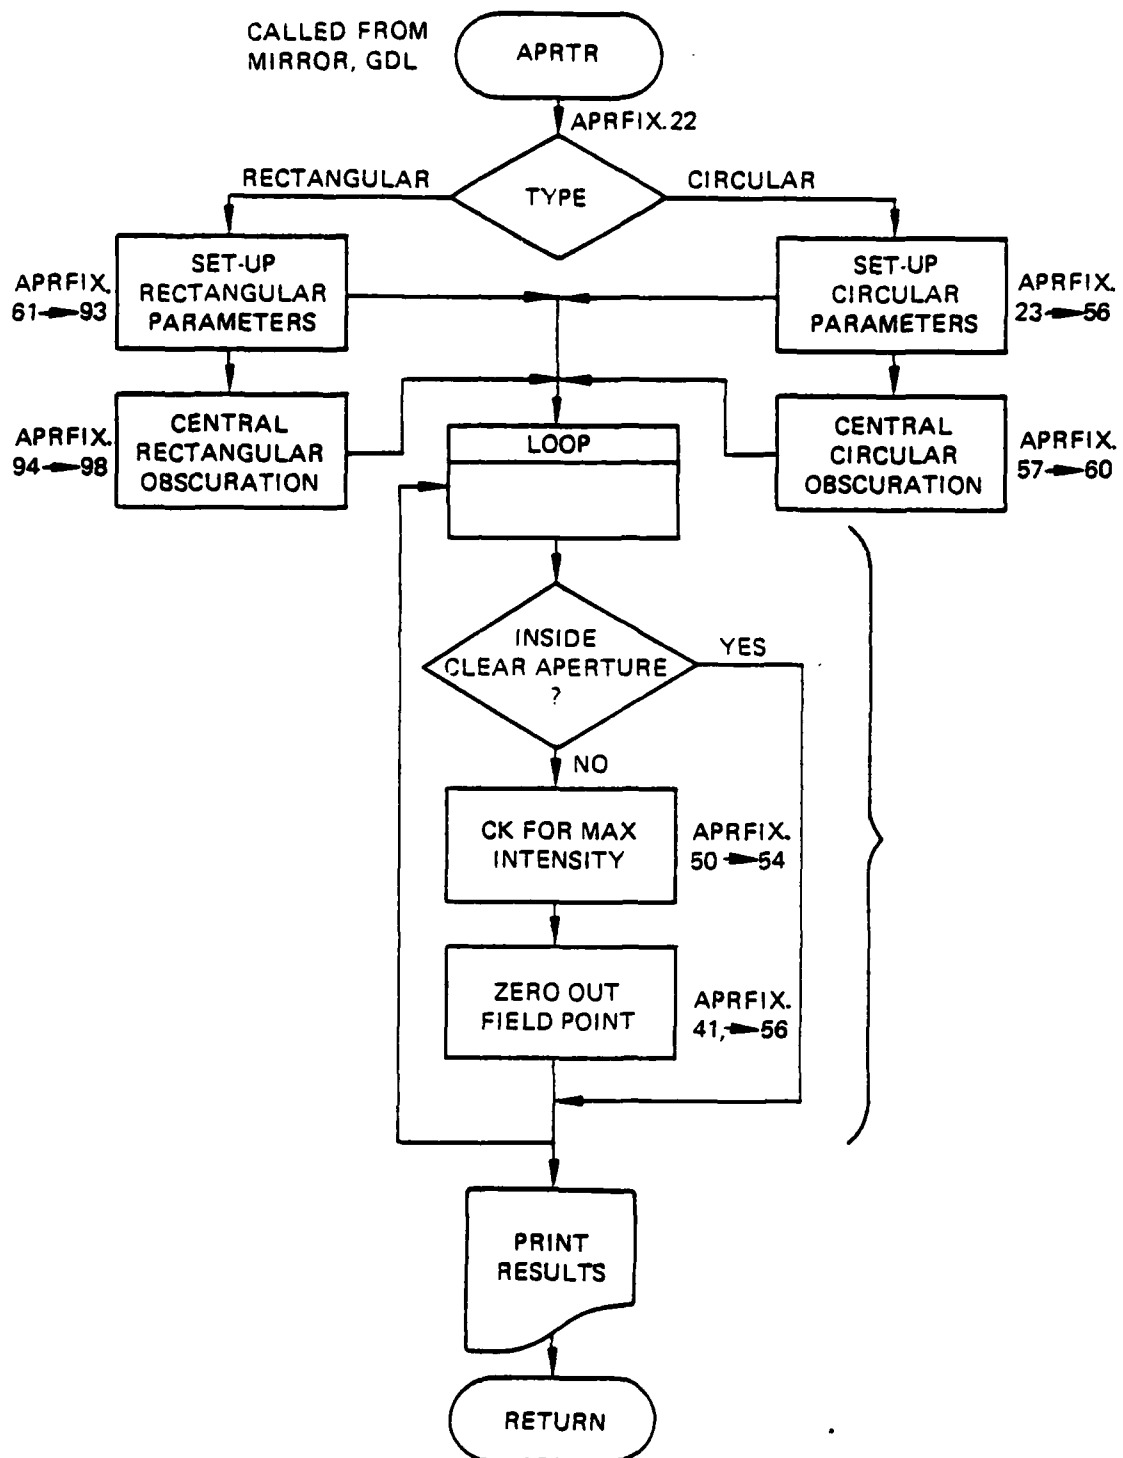 CALLED FROM
MIRROR, GDL
APRTR
APRFIX.22
RECTANGULAR
TYPE
CIRCULAR
SET-UP
RECTANGULAR
PARAMETERS
APRFIX.
61→93
SET-UP
CIRCULAR
PARAMETERS
APRFIX.
23→56
CENTRAL
RECTANGULAR
OBSCURATION
APRFIX.
94→98
LOOP
CENTRAL
CIRCULAR
OBSCURATION
APRFIX.
57→60
INSIDE
CLEAR APERTURE
?
YES
NO
CK FOR MAX
INTENSITY
APRFIX.
50→54
ZERO OUT
FIELD POINT
APRFIX.
41,→56
PRINT
RESULTS
RETURN